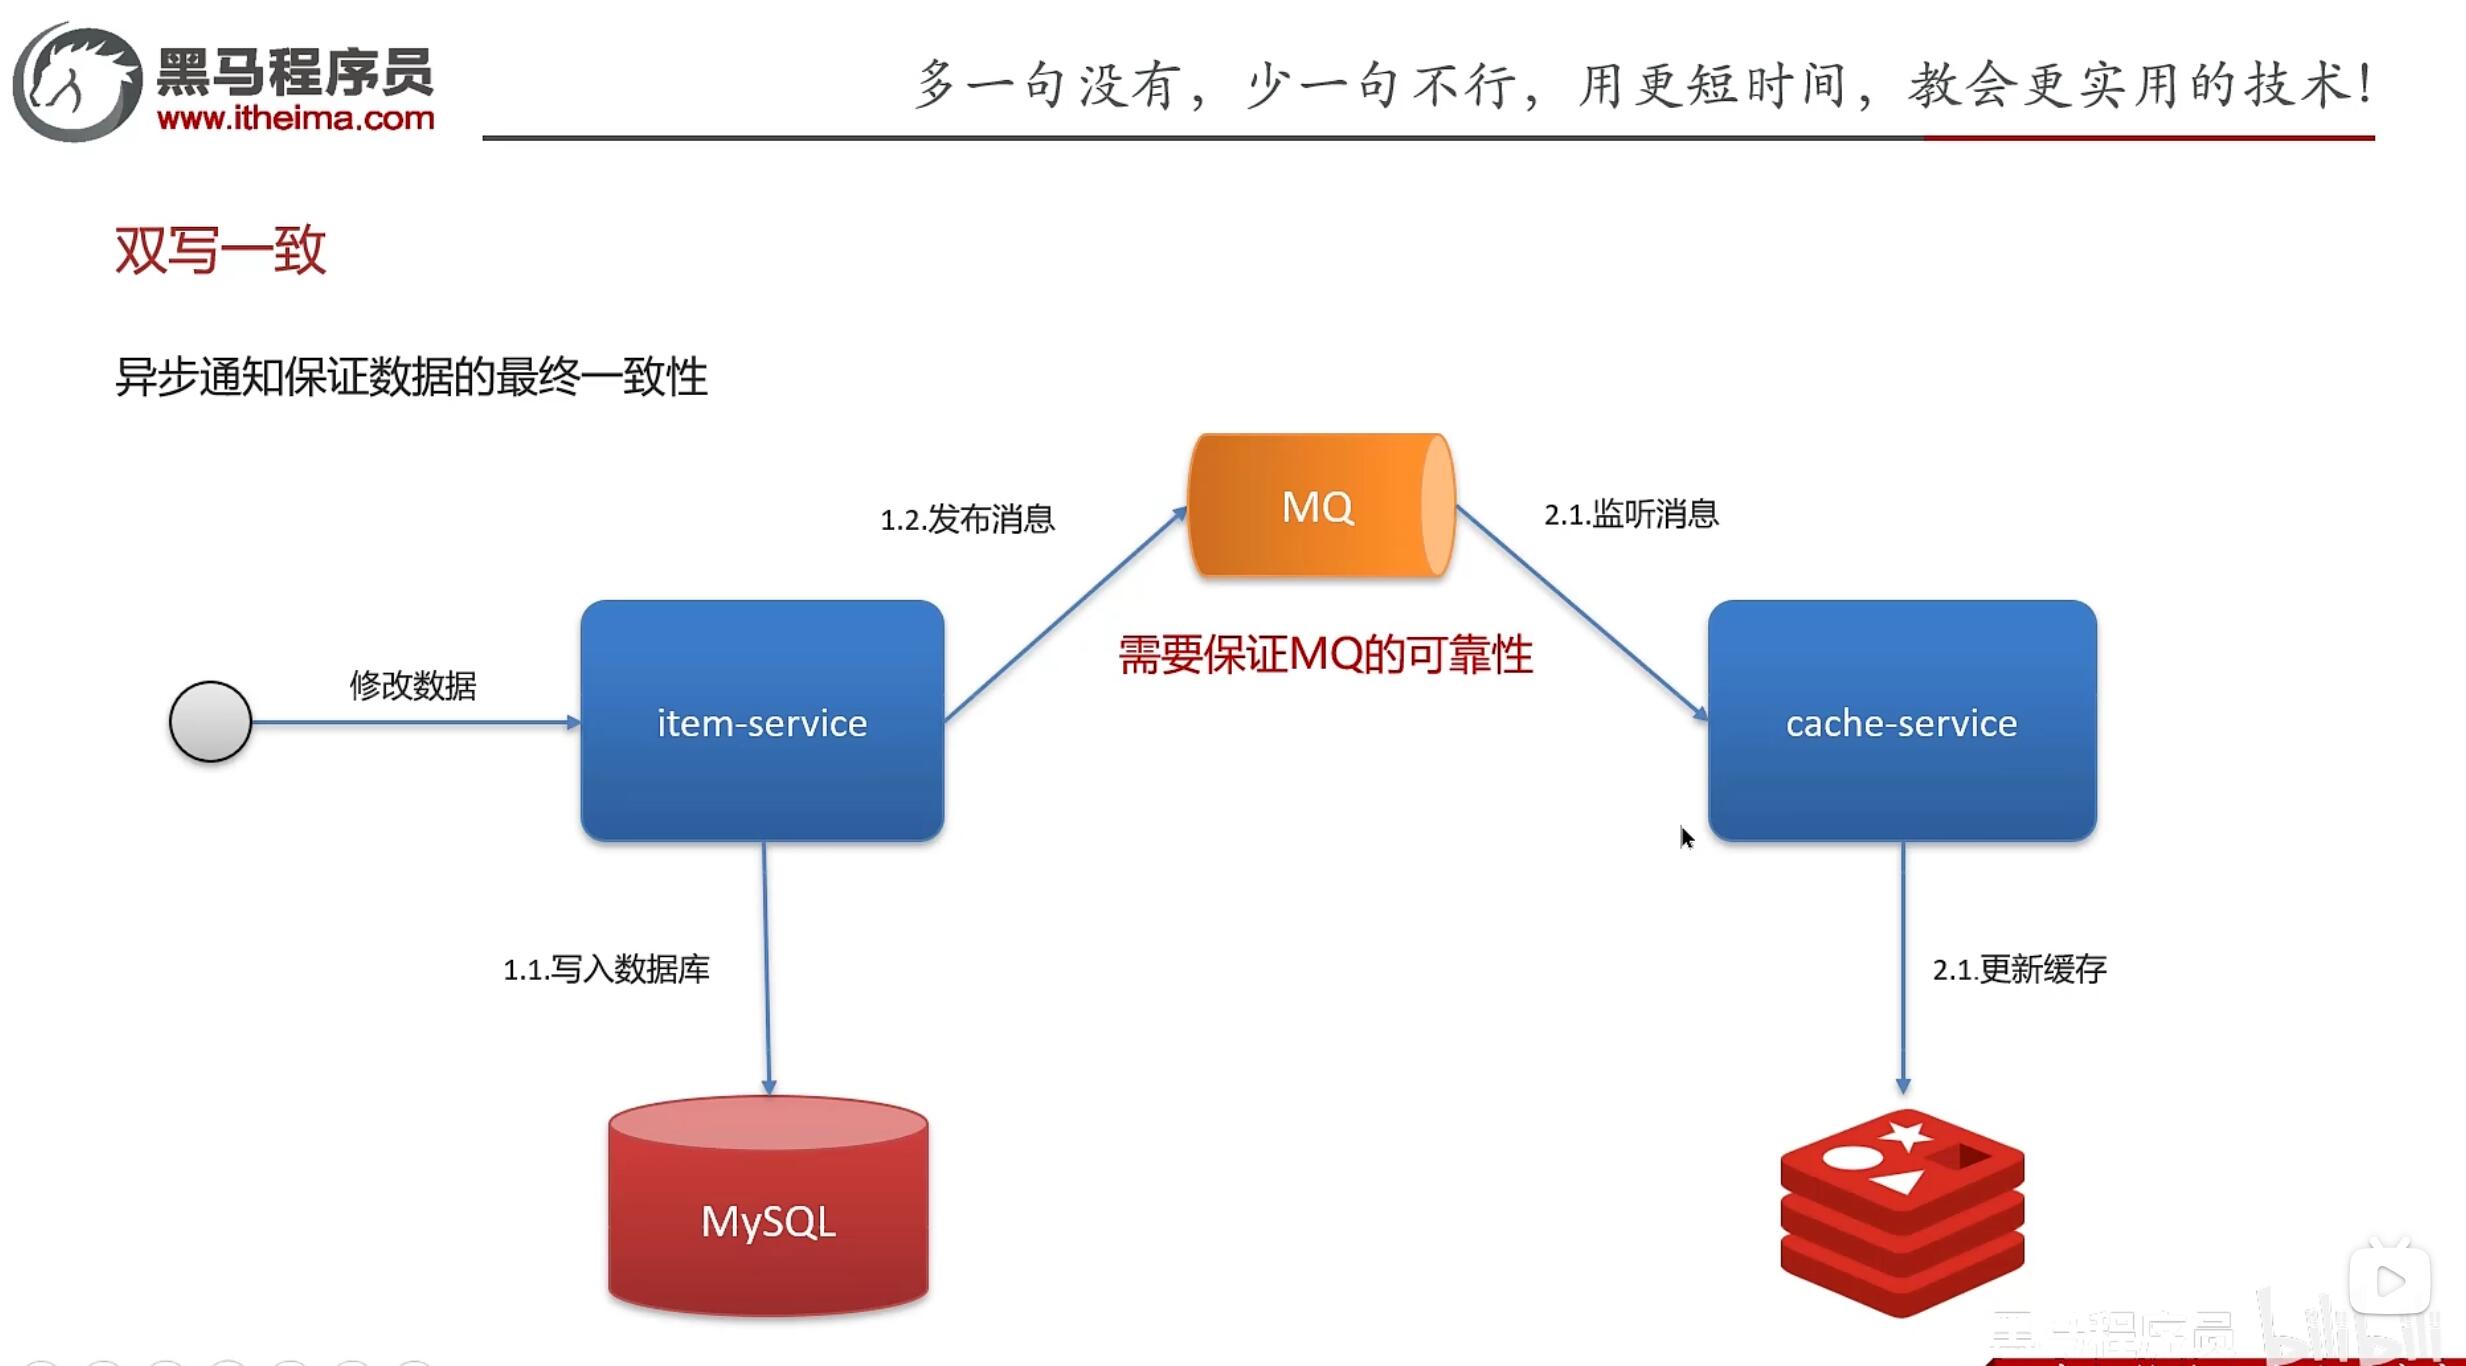 黑马程序员
www.itheima.com
多一句没有，少一句不行，用更短时间，教会更实用的技术！
双写一致
异步通知保证数据的最终一致性
MQ
1.2.发布消息
2.1.监听消息
需要保证MQ的可靠性
修改数据
item-service
cache-service
1.1.写入数据库
2.1.更新缓存
MySQL
黑马程序员
bilibili